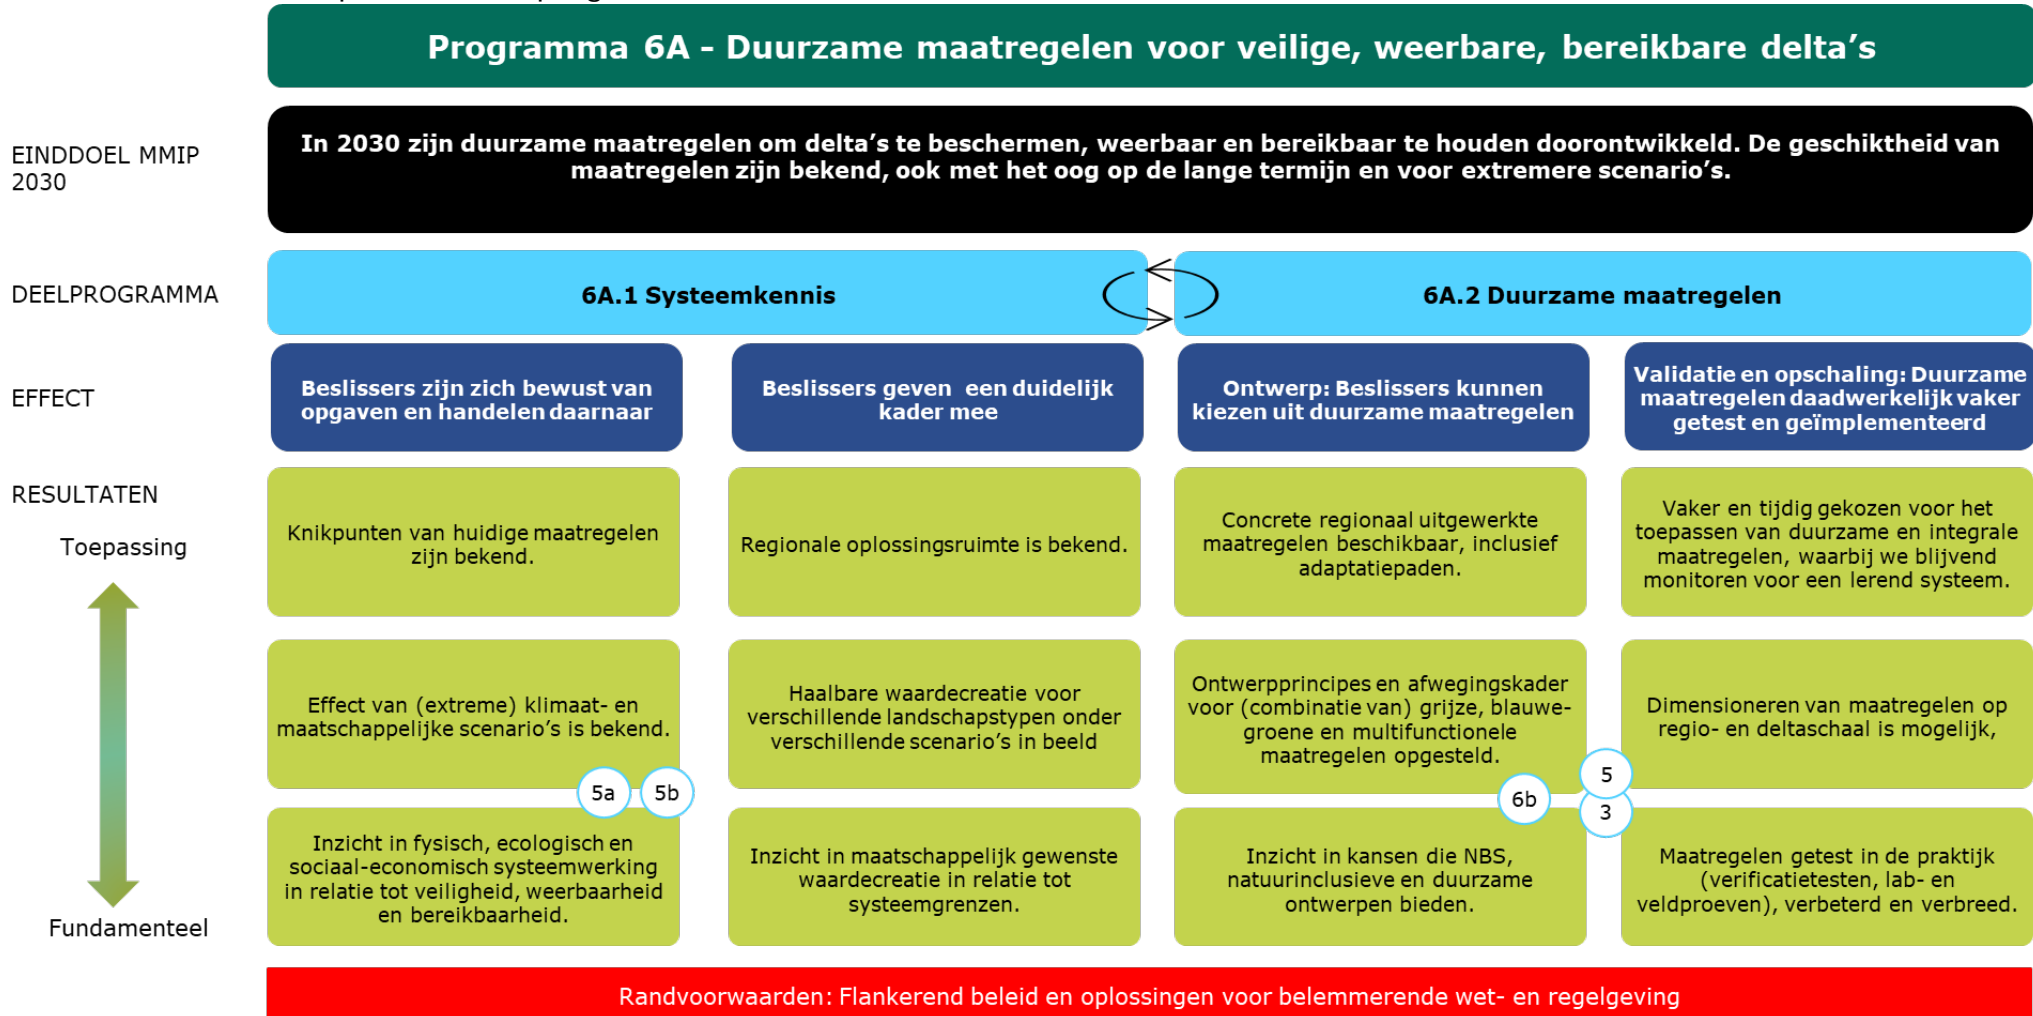 Programma 6A – Duurzame maatregelen voor veilige, weerbare, bereikbare delta’s
EINDDOEL MMIP
2030
In 2030 zijn duurzame maatregelen om delta’s te beschermen, weerbaar en bereikbaar te houden doorontwikkeld. De geschiktheid van
maatregelen zijn bekend, ook met het oog op de lange termijn en voor extremere scenario’s.
DEELPROGRAMMA
6A.1 Systeemkennis
6A.2 Duurzame maatregelen
EFFECT
Beslissers zijn zich bewust van
opgaven en handelen daarnaar
Beslissers geven een duidelijk
kader mee
Ontwerp: Beslissers kunnen
kiezen uit duurzame maatregelen
Validatie en opschaling: Duurzame
maatregelen daadwerkelijk vaker
getest en geïmplementeerd
RESULTATEN
Toepassing
Knikpunten van huidige maatregelen
zijn bekend.
Regionale oplossingsruimte is bekend.
Concrete regionaal uitgewerkte
maatregelen beschikbaar, inclusief
adaptatiepaden.
Vaker en tijdig gekozen voor het
toepassen van duurzame en integrale
maatregelen, waarbij we blijvend
monitoren voor een lerend systeem.
Effect van (extreme) klimaat- en
maatschappelijke scenario’s is bekend.
Haalbare waardecreatie voor
verschillende landschapstypen onder
verschillende scenario’s in beeld
Ontwerpprincipes en afwegingskader
voor (combinatie van) grijze, blauwe-
groene en multifunctionele
maatregelen opgesteld.
Dimensioneren van maatregelen op
regio- en deltaschaal is mogelijk,
5a
5b
6b
5
3
Inzicht in fysisch, ecologisch en
sociaal-economisch systeemwerking
in relatie tot veiligheid, weerbaarheid
en bereikbaarheid.
Inzicht in maatschappelijk gewenste
waardecreatie in relatie tot
systeemgrenzen.
Inzicht in kansen die NBS,
natuurinclusieve en duurzame
ontwerpen bieden.
Maatregelen getest in de praktijk
(verificatietesten, lab- en
veldproeven), verbeterd en verbreed.
Fundamenteel
Randvoorwaarden: Flankerend beleid en oplossingen voor belemmerende wet- en regelgeving